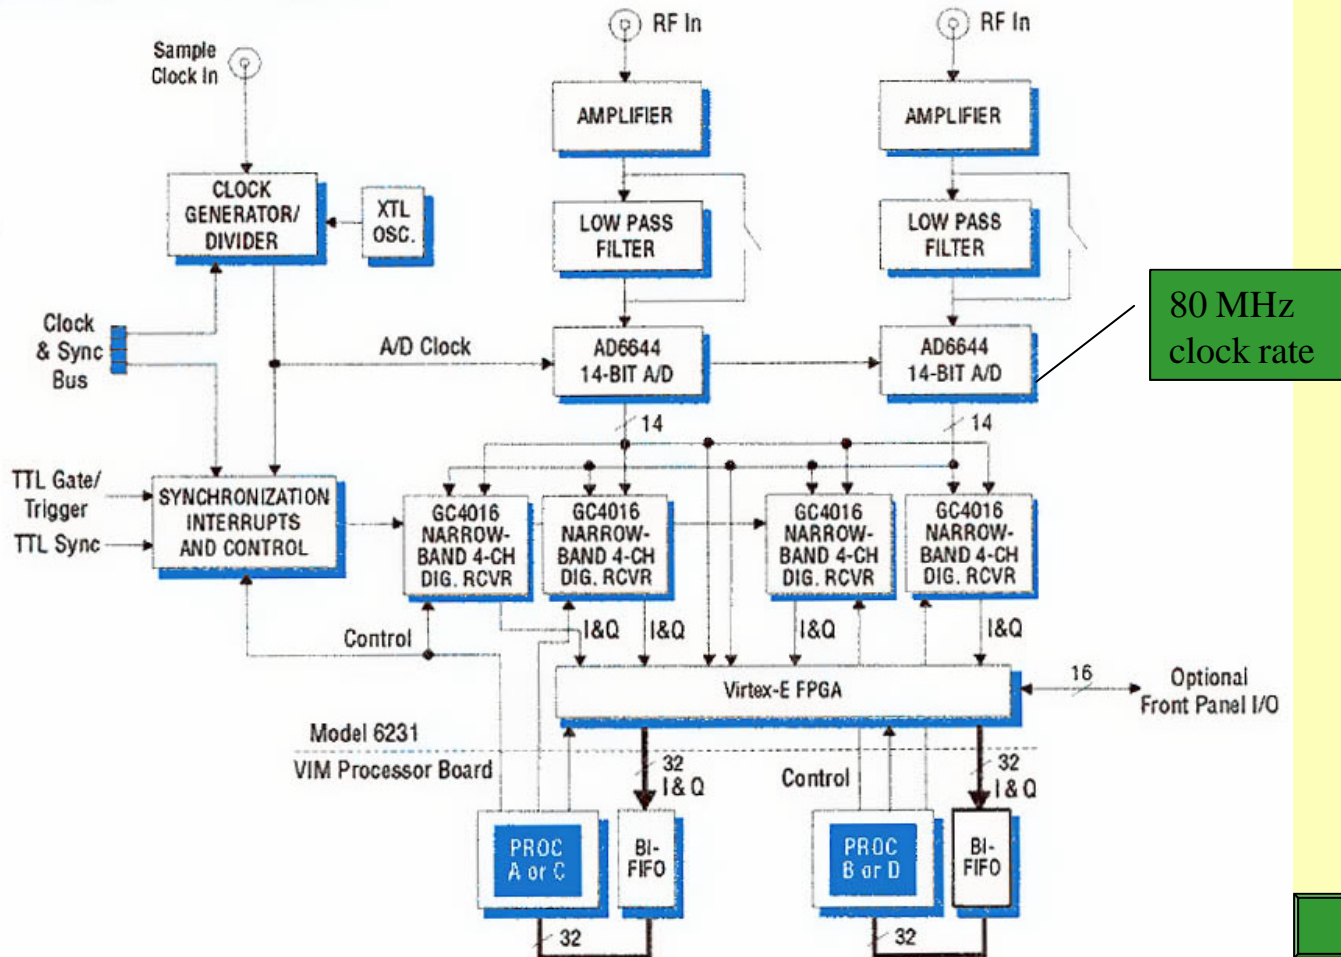 RF In
RF In
Sample
Clock In
AMPLIFIER
AMPLIFIER
CLOCK
GENERATOR/
DIVIDER
XTL
OSC.
LOW PASS
FILTER
LOW PASS
FILTER
80 MHz
clock rate
Clock
& Sync
Bus
A/D Clock
AD6644
14-BIT A/D
AD6644
14-BIT A/D
14
14
TTL Gate/
Trigger
TTL Sync
SYNCHRONIZATION
INTERRUPTS
AND CONTROL
GC4016
NARROW-
BAND 4-CH
DIG. RCVR
GC4016
NARROW-
BAND 4-CH
DIG. RCVR
GC4016
NARROW-
BAND 4-CH
DIG. RCVR
GC4016
NARROW-
BAND 4-CH
DIG. RCVR
Control
I&Q
I&Q
I&Q
I&Q
Virtex-E FPGA
16
Optional
Front Panel I/O
Model 6231
VIM Processor Board
32
I & Q
Control
32
I & Q
PROC
A or C
BI-
FIFO
PROC
B or D
BI-
FIFO
32
32